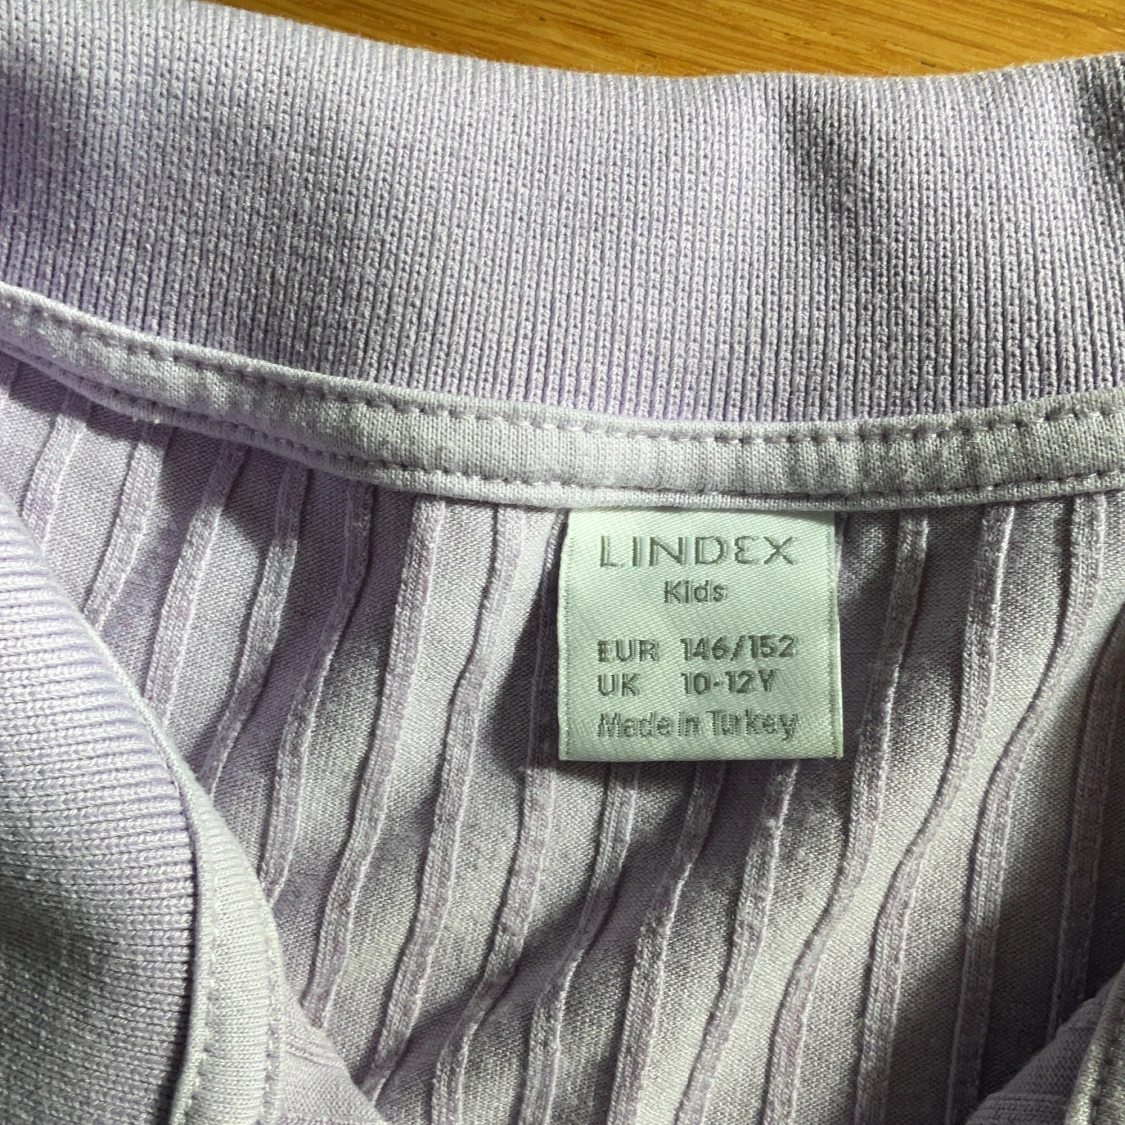 LINDEX
Kids
EUR 146/152
UK 10-12Y
Made in Turkey